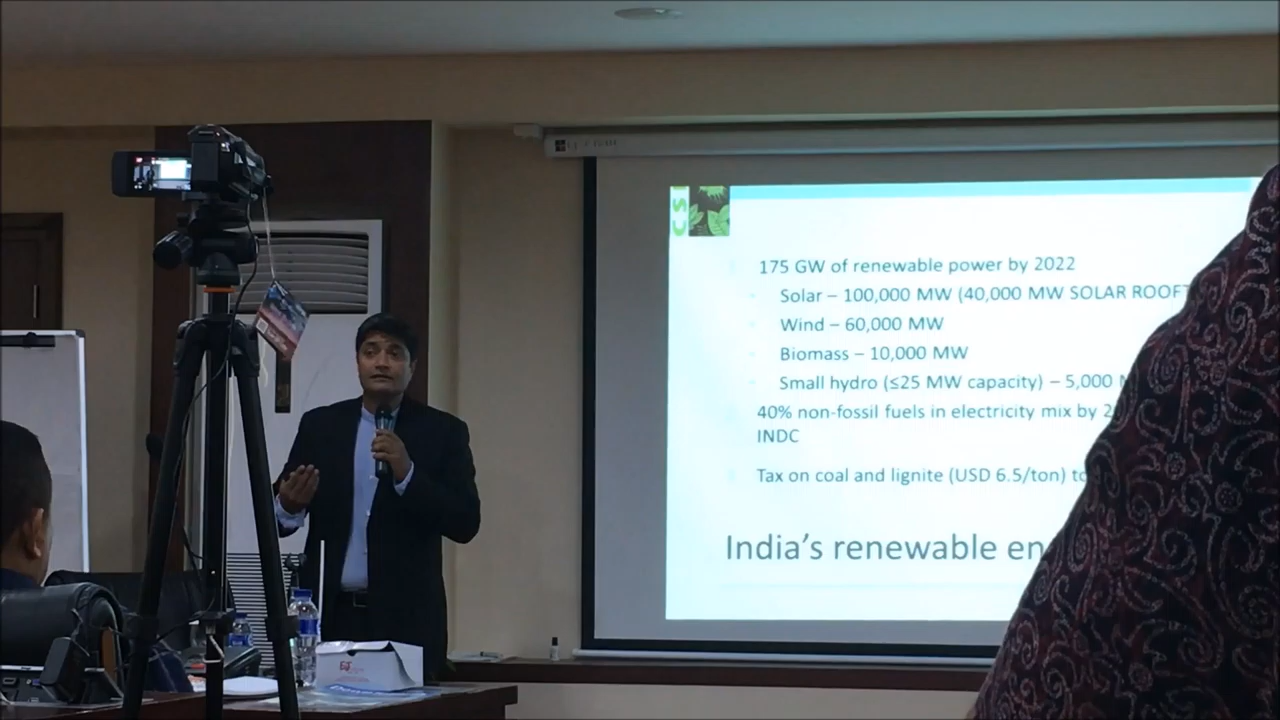 CSE
175 GW of renewable power by 2022
Solar – 100,000 MW (40,000 MW SOLAR
Wind – 60,000 MW
Biomass – 10,000 MW
Small hydro (≤25 MW capacity) – 5,000
40% non-fossil fuels in electricity mix by
INDC
Tax on coal and lignite (USD 6.5/ton)
India's renewable